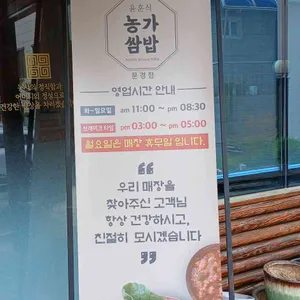 윤훈식
농가
쌈밥
문경점
영업시간 안내
화~일요일 am 11:00 ~ pm 08:30
브레이크 타임 pm 03:00 ~ pm 05:00
월요일은 매장 휴무일 입니다.
"
우리 매장을
찾아주신 고객님
항상 건강하시고,
친절히 모시겠습니다
"